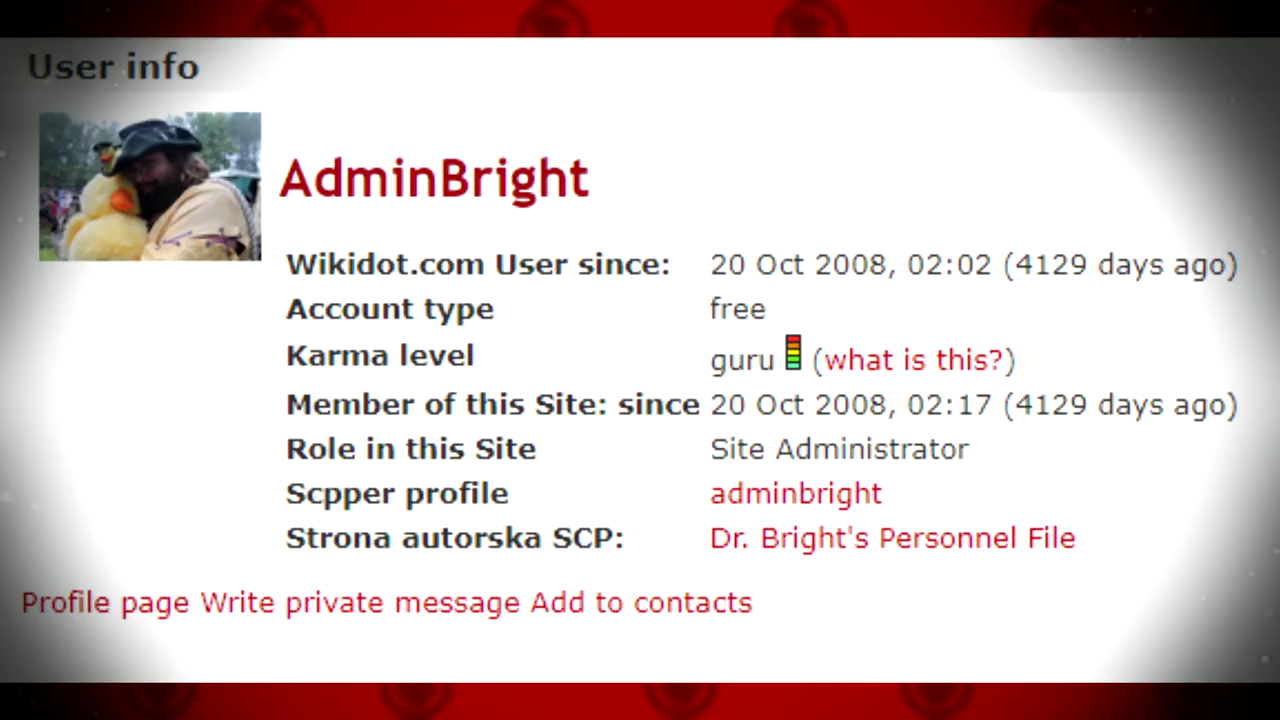 User info
AdminBright
Wikidot.com User since: 20 Oct 2008, 02:02 (4129 days ago)
Account type free
Karma level guru (what is this?)
Member of this Site: since 20 Oct 2008, 02:17 (4129 days ago)
Role in this Site Site Administrator
Scpper profile adminbright
Strona autorska SCP: Dr. Bright's Personnel File
Profile page Write private message Add to contacts